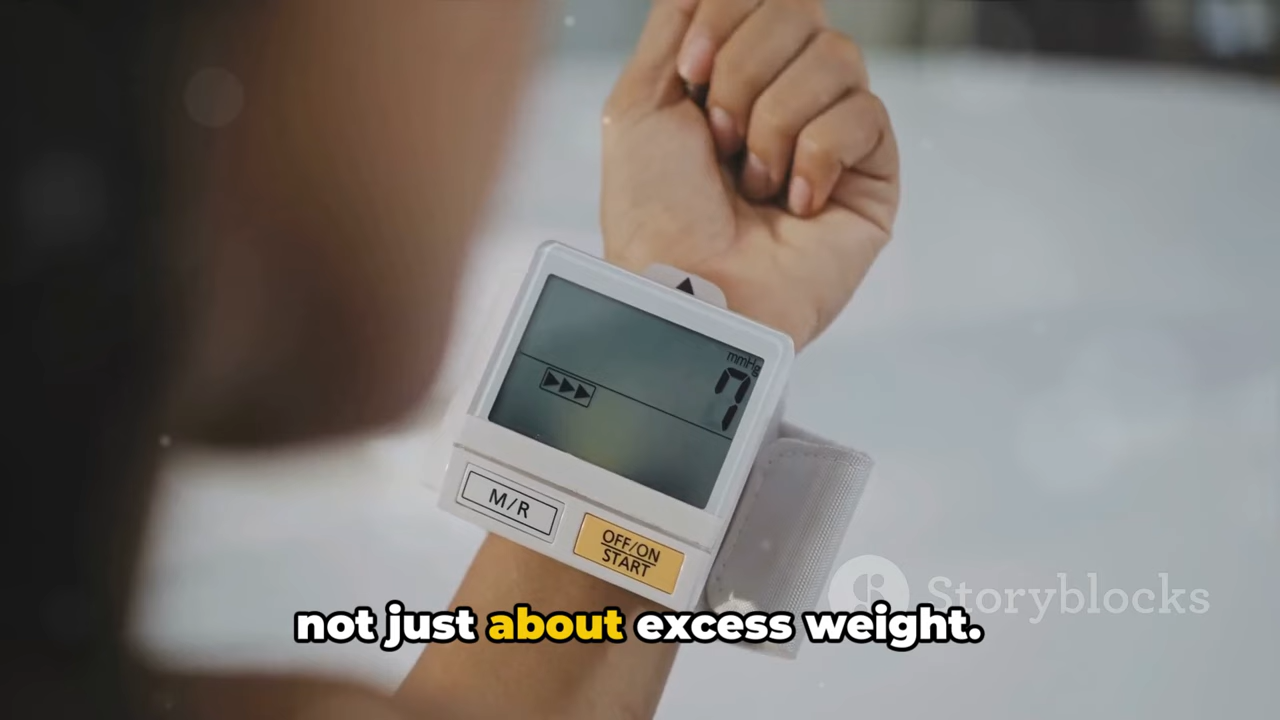 mmHg
7
M/R
OFF/ON
START
Storyblocks
not just about excess weight.